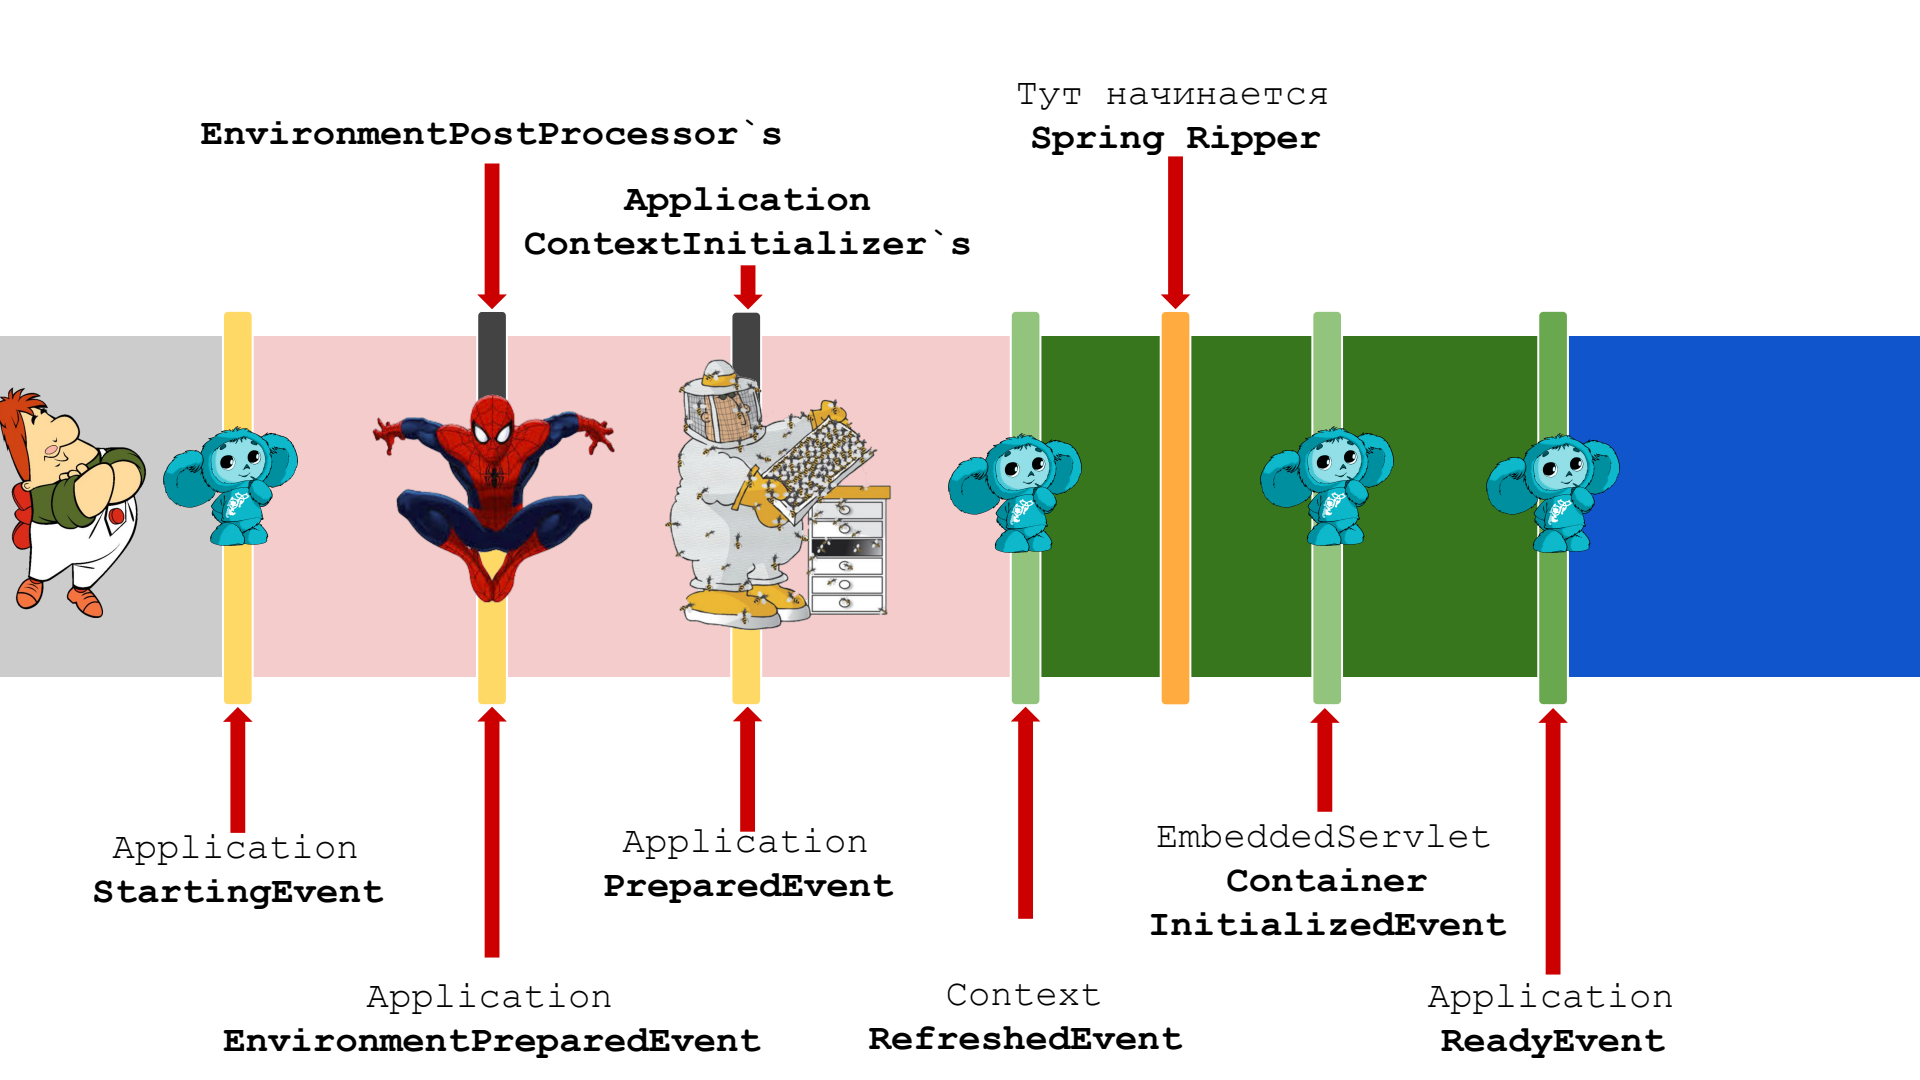 Тут начинается
Spring Ripper
EnvironmentPostProcessor`s
Application
ContextInitializer`s
Application
StartingEvent
Application
PreparedEvent
EmbeddedServlet
Container
InitializedEvent
Application
EnvironmentPreparedEvent
Context
RefreshedEvent
Application
ReadyEvent